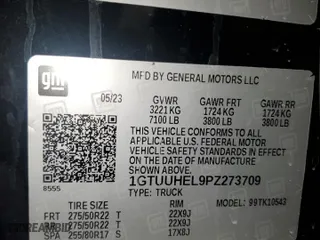 gm
MFD BY GENERAL MOTORS LLC
05/23 GVWR GAWR FRT GAWR RR
3221 KG 1724 KG 1724 KG
7100 LB 3800 LB 3800 LB
THIS VEHICLE CONFORMS TO ALL
APPLICABLE U.S. FEDERAL MOTOR
VEHICLE SAFETY STANDARDS IN
EFFECT ON THE DATE OF
MANUFACTURE SHOWN ABOVE.
1GTUUHEL9PZ273709
8555
TYPE: TRUCK
MODEL: 99TK10543
TIRE SIZE RIM
FRT 275/50R22 T 22X9J
RR 275/50R22 T 22X9J
SPA 255/80R17 S 17X8J